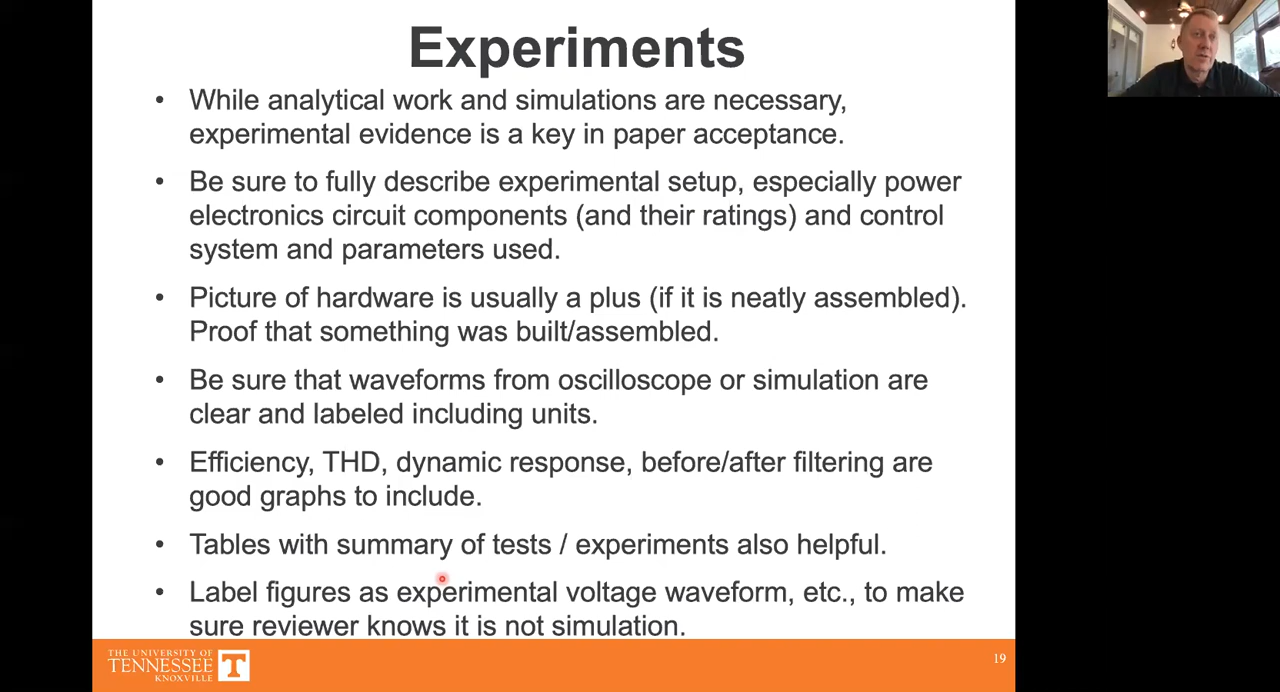 Experiments
• While analytical work and simulations are necessary,
experimental evidence is a key in paper acceptance.
• Be sure to fully describe experimental setup, especially power
electronics circuit components (and their ratings) and control
system and parameters used.
• Picture of hardware is usually a plus (if it is neatly assembled).
Proof that something was built/assembled.
• Be sure that waveforms from oscilloscope or simulation are
clear and labeled including units.
• Efficiency, THD, dynamic response, before/after filtering are
good graphs to include.
• Tables with summary of tests / experiments also helpful.
• Label figures as experimental voltage waveform, etc., to make
sure reviewer knows it is not simulation.
THE UNIVERSITY OF
TENNESSEE T
KNOXVILLE
19